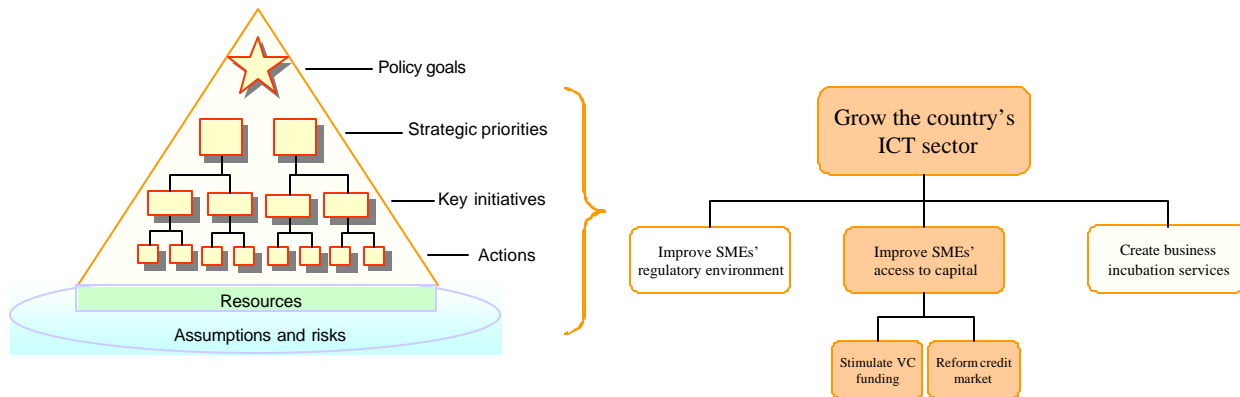 Policy goals
Strategic priorities
Key initiatives
Actions
Resources
Assumptions and risks
Grow the country’s
ICT sector
Improve SMEs’
regulatory environment
Improve SMEs’
access to capital
Create business
incubation services
Stimulate VC
funding
Reform credit
market